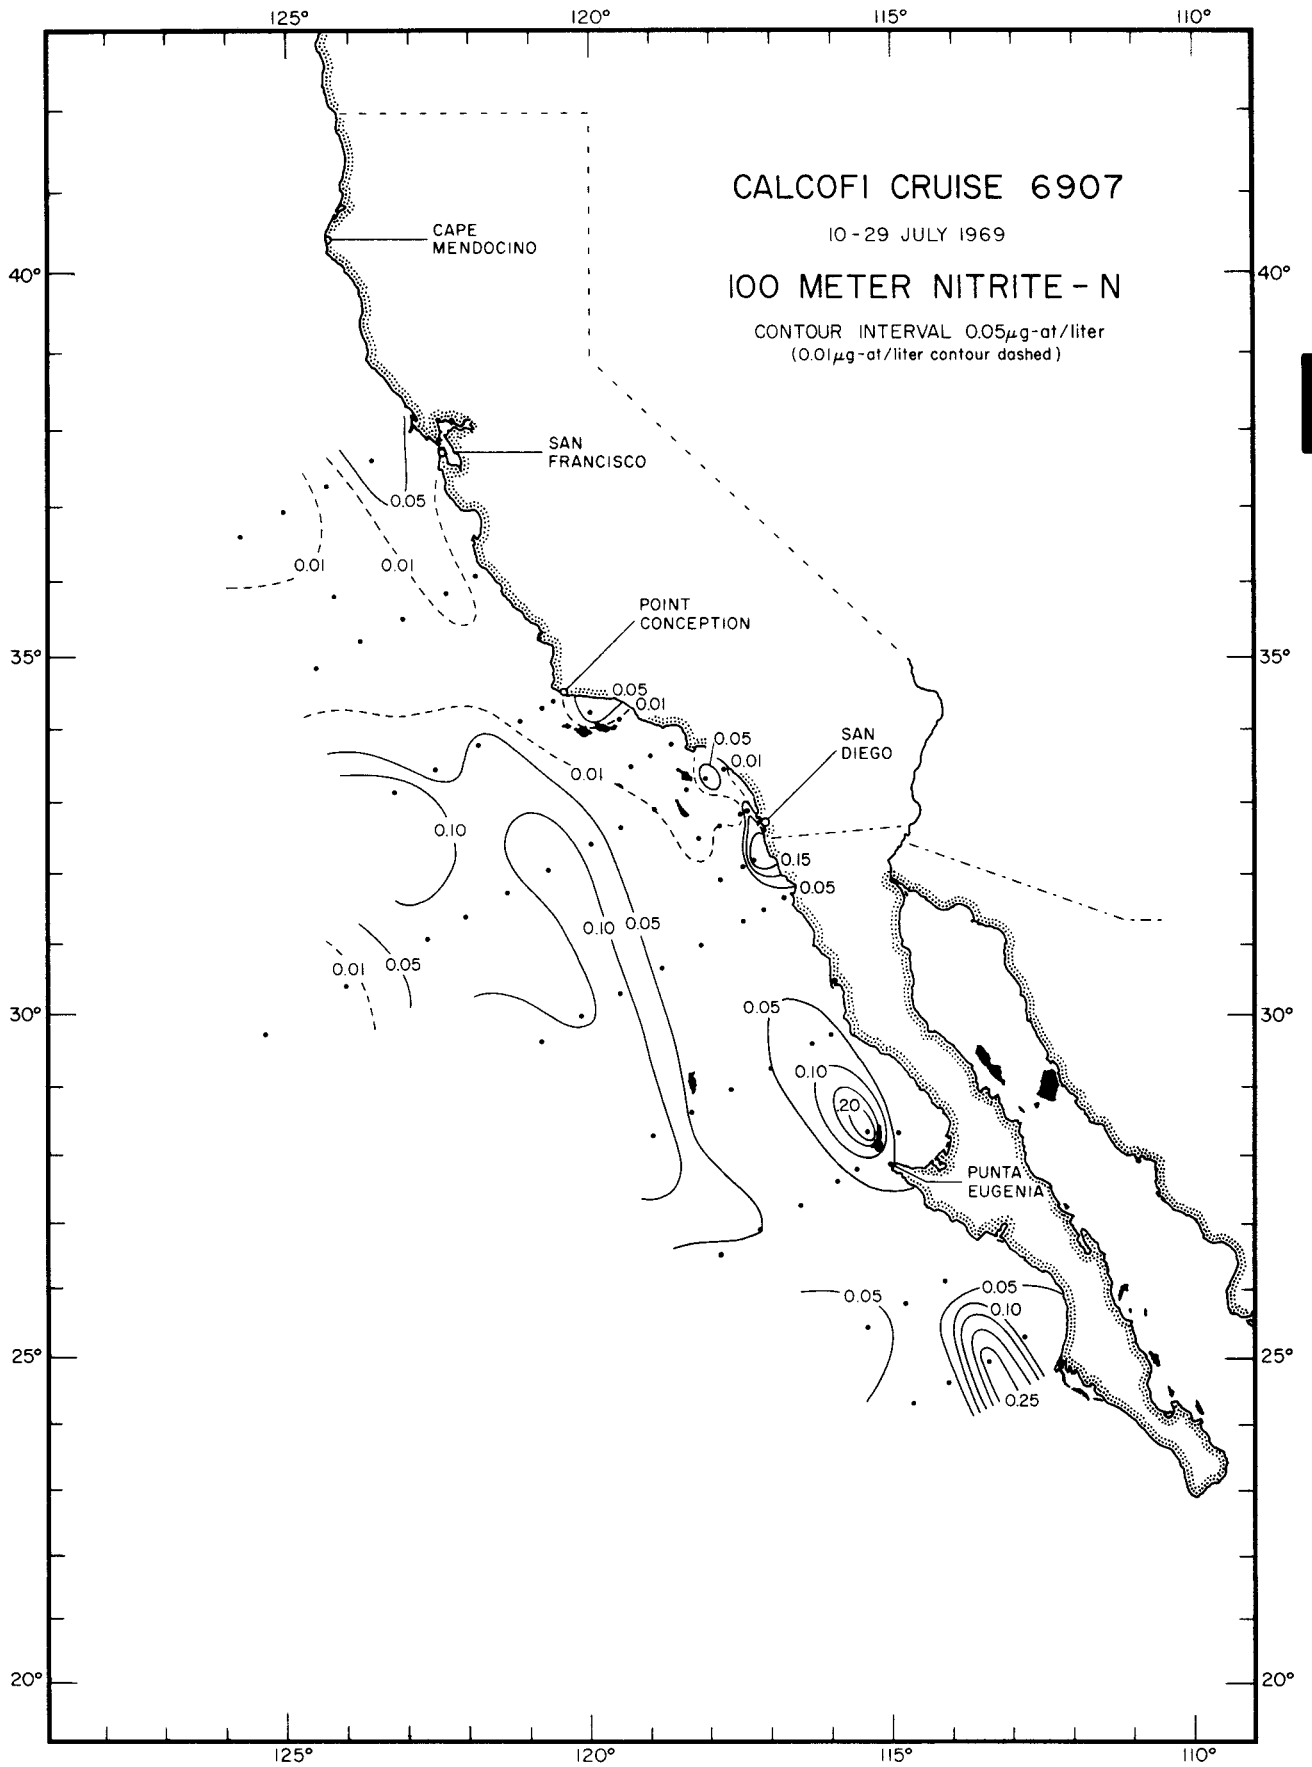 125°
120°
115°
110°
CALCOFI CRUISE 6907
10-29 JULY 1969
100 METER NITRITE-N
CONTOUR INTERVAL 0.05µg-at/liter
(0.01µg-at/liter contour dashed)
CAPE
MENDOCINO
40°
40°
SAN
FRANCISCO
0.05
0.01
0.01
POINT
CONCEPTION
35°
35°
0.05
0.01
SAN
DIEGO
0.05
0.01
0.01
0.10
0.15
0.05
0.10
0.05
0.05
0.01
30°
30°
0.05
0.10
.20
PUNTA
EUGENIA
0.05
0.05
0.10
25°
25°
0.25
20°
20°
125°
120°
115°
110°